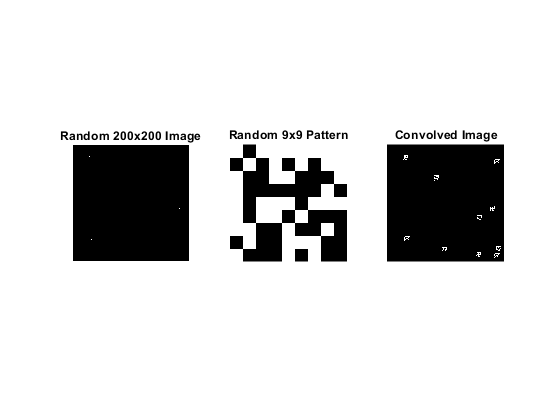 Random 200x200 Image
Random 9x9 Pattern
Convolved Image